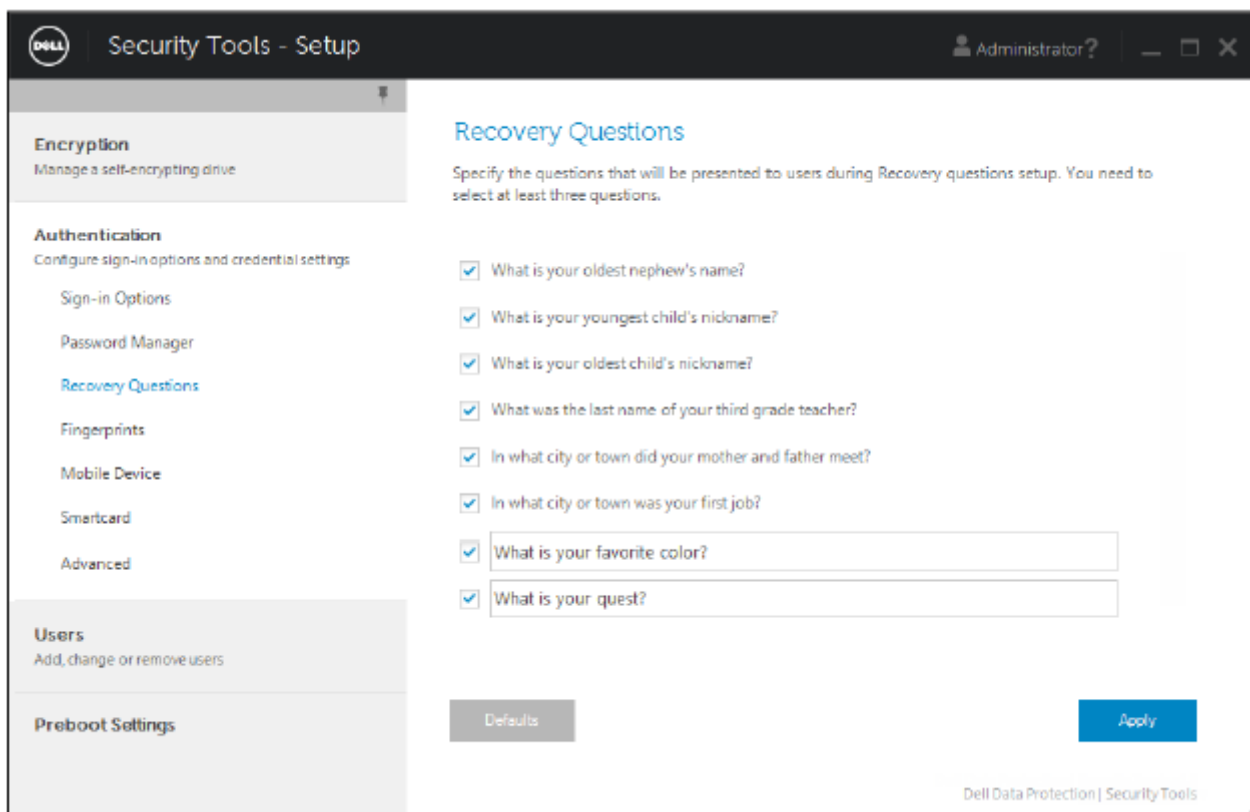 DELL Security Tools - Setup Administrator ?
Encryption
Manage a self-encrypting drive
Authentication
Configure sign-in options and credential settings
Sign-in Options
Password Manager
Recovery Questions
Fingerprints
Mobile Device
Smartcard
Advanced
Users
Add, change or remove users
Preboot Settings
Recovery Questions
Specify the questions that will be presented to users during Recovery questions setup. You need to
select at least three questions.
What is your oldest nephew's name?
What is your youngest child's nickname?
What is your oldest child's nickname?
What was the last name of your third grade teacher?
In what city or town did your mother and father meet?
In what city or town was your first job?
What is your favorite color?
What is your quest?
Defaults Apply
Dell Data Protection | Security Tools